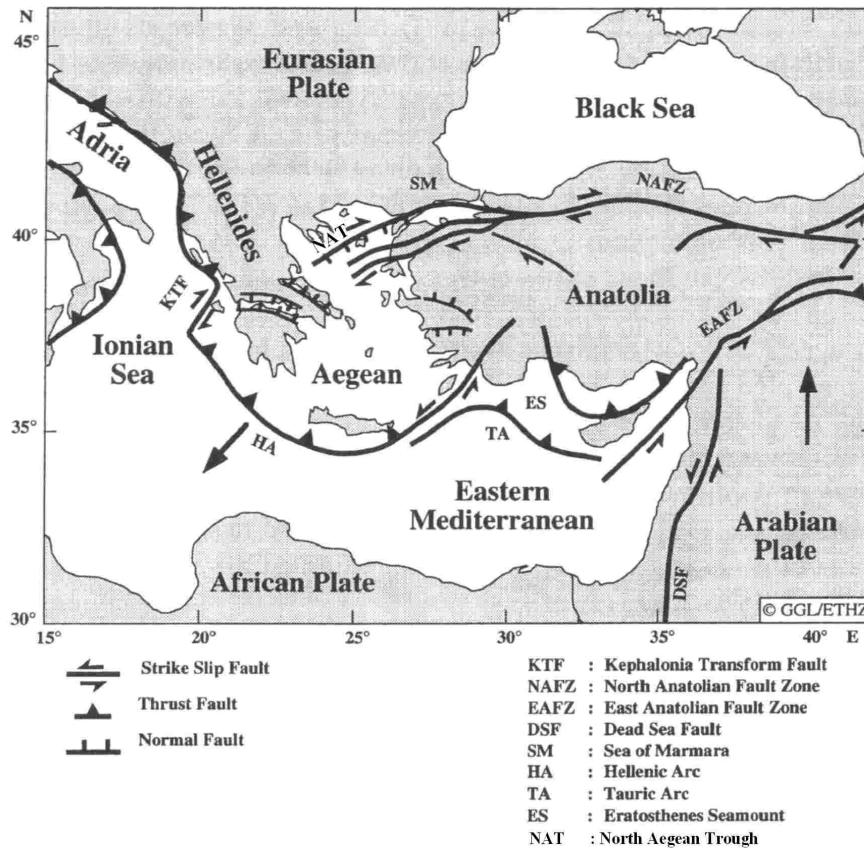 N
45°
40°
35°
30°
15°
20°
25°
30°
35°
40°
E
Eurasian
Plate
Black Sea
Adria
Hellenides
SM
NAFZ
NAT
KTF
Anatolia
EAFZ
Ionian
Sea
Aegean
ES
TA
HA
Eastern
Mediterranean
Arabian
Plate
African Plate
DSF
© GGL/ETHZ
Strike Slip Fault
Thrust Fault
Normal Fault
KTF : Kephalonia Transform Fault
NAFZ : North Anatolian Fault Zone
EAFZ : East Anatolian Fault Zone
DSF : Dead Sea Fault
SM : Sea of Marmara
HA : Hellenic Arc
TA : Tauric Arc
ES : Eratosthenes Seamount
NAT : North Aegean Trough